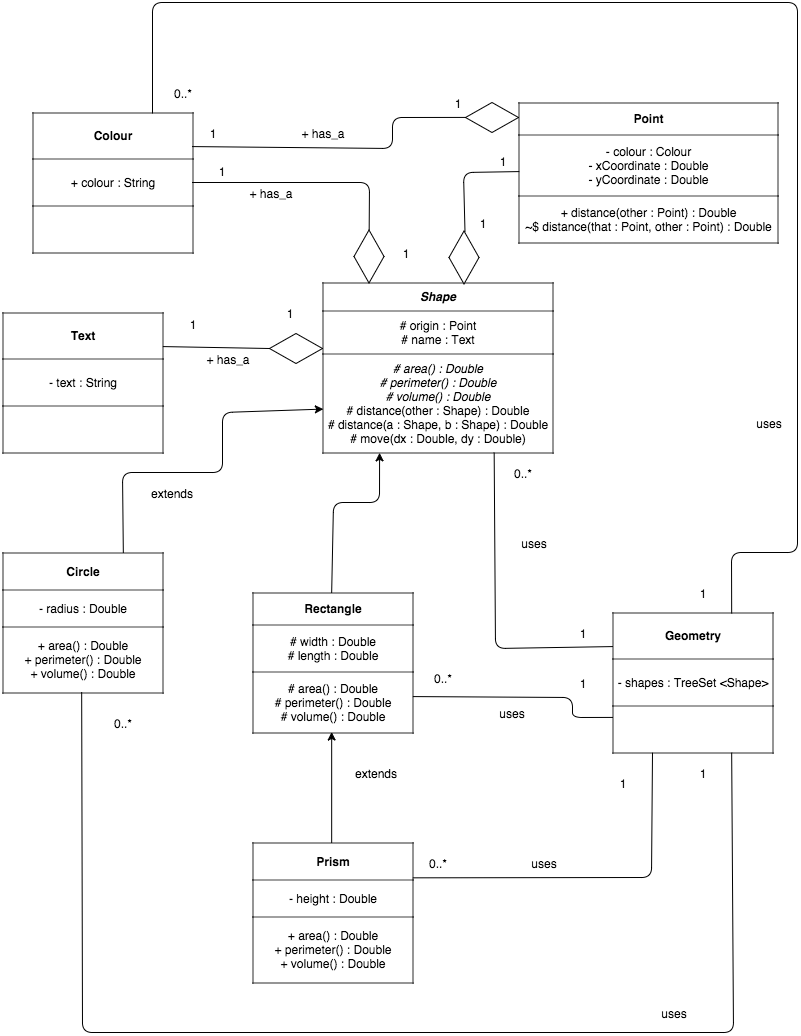 0..*
Colour
+ colour : String
1
+ has_a
1
1
+ has_a
1
Point
- colour : Colour
- xCoordinate : Double
- yCoordinate : Double
+ distance(other : Point) : Double
~$ distance(that : Point, other : Point) : Double
1
1
Shape
# origin : Point
# name : Text
# area() : Double
# perimeter() : Double
# volume() : Double
# distance(other : Shape) : Double
# distance(a : Shape, b : Shape) : Double
# move(dx : Double, dy : Double)
Text
- text : String
1
+ has_a
1
uses
extends
0..*
uses
1
1
Circle
- radius : Double
+ area() : Double
+ perimeter() : Double
+ volume() : Double
0..*
Rectangle
# width : Double
# length : Double
# area() : Double
# perimeter() : Double
# volume() : Double
0..*
uses
1
Geometry
- shapes : TreeSet <Shape>
1
1
extends
Prism
- height : Double
+ area() : Double
+ perimeter() : Double
+ volume() : Double
0..*
uses
uses